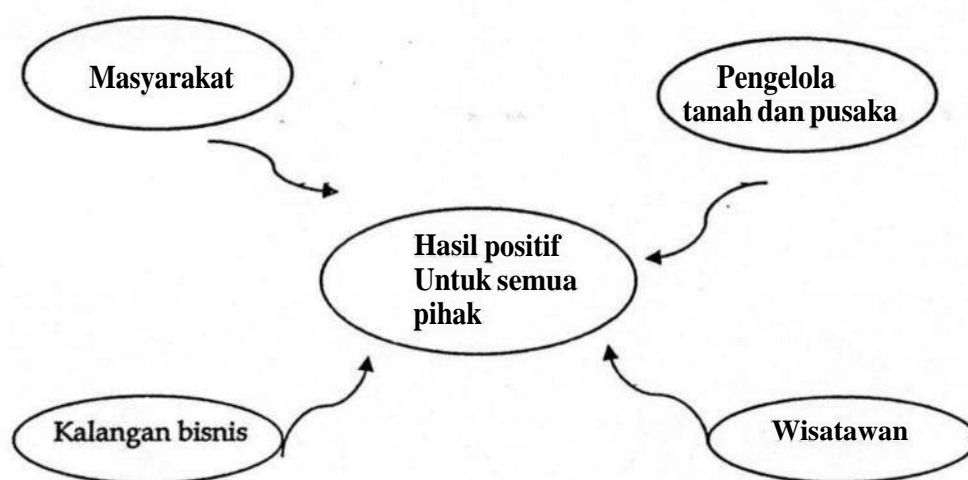 Masyarakat
Pengelola
tanah dan pusaka
Hasil positif
Untuk semua
pihak
Kalangan bisnis
Wisatawan